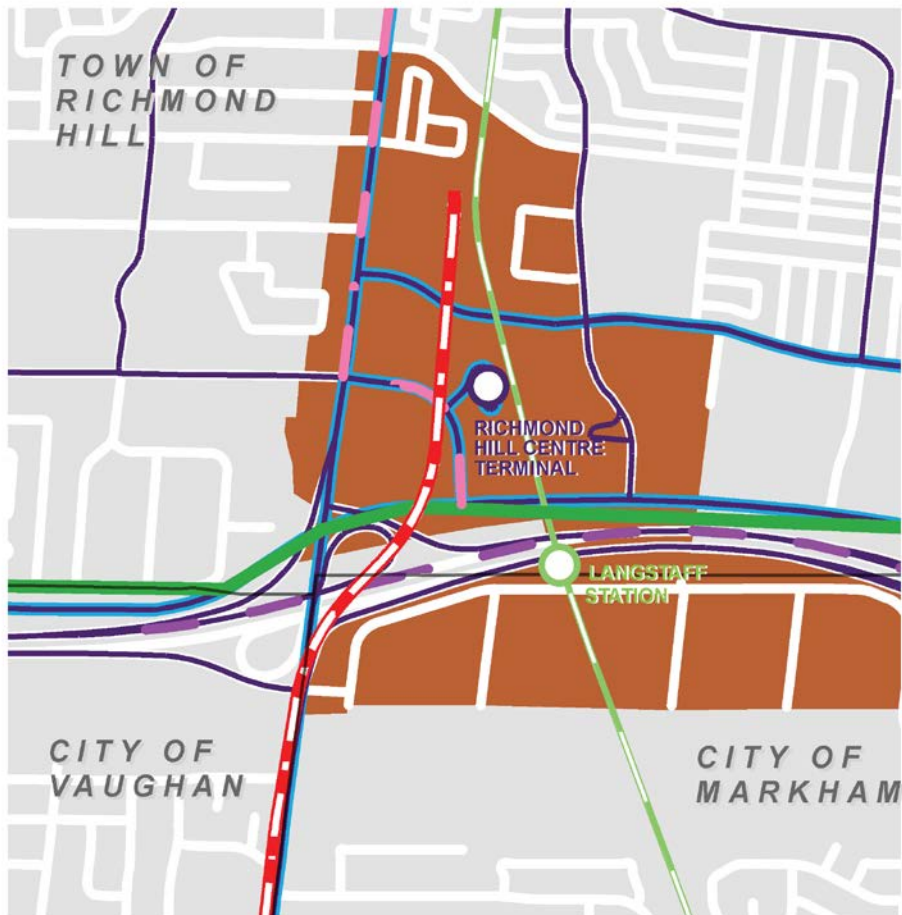 TOWN OF
RICHMOND
HILL
RICHMOND
HILL CENTRE
TERMINAL
LANGSTAFF
STATION
CITY OF
VAUGHAN
CITY OF
MARKHAM